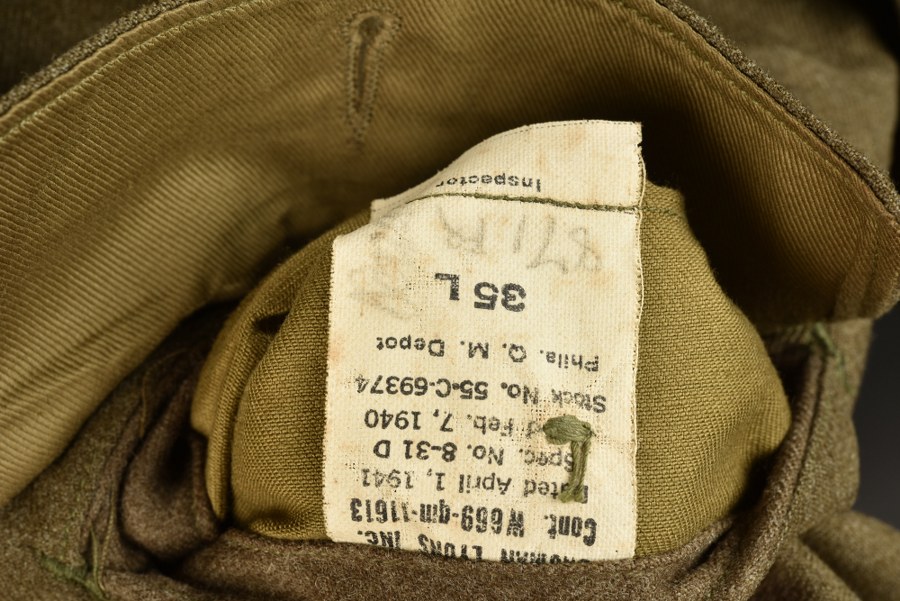 LYONS INC.
Cont. W669-qm-11613
April 1, 1941
Spec. No. 8-31 D
Feb. 7, 1940
Stock No. 55-C-69374
Phila. Q. M. Depot
35 L
Inspector